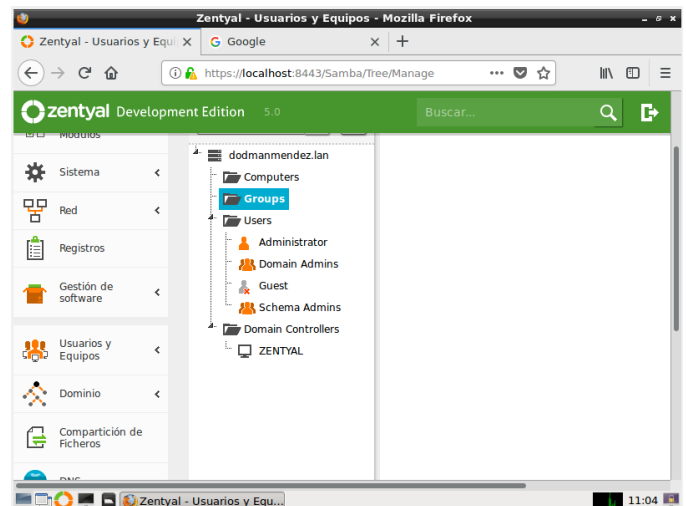 Zentyal - Usuarios y Equipos - Mozilla Firefox
Zentyal - Usuarios y Equi
G Google
https://localhost:8443/Samba/Tree/Manage
zentyal Development Edition 5.0
Buscar...
Módulos
Sistema
Red
Registros
Gestión de
software
Usuarios y
Equipos
Dominio
Compartición de
Ficheros
DNS
dodmanmendez.lan
Computers
Groups
Users
Administrator
Domain Admins
Guest
Schema Admins
Domain Controllers
ZENTYAL
Zentyal - Usuarios y Equ...
11:04